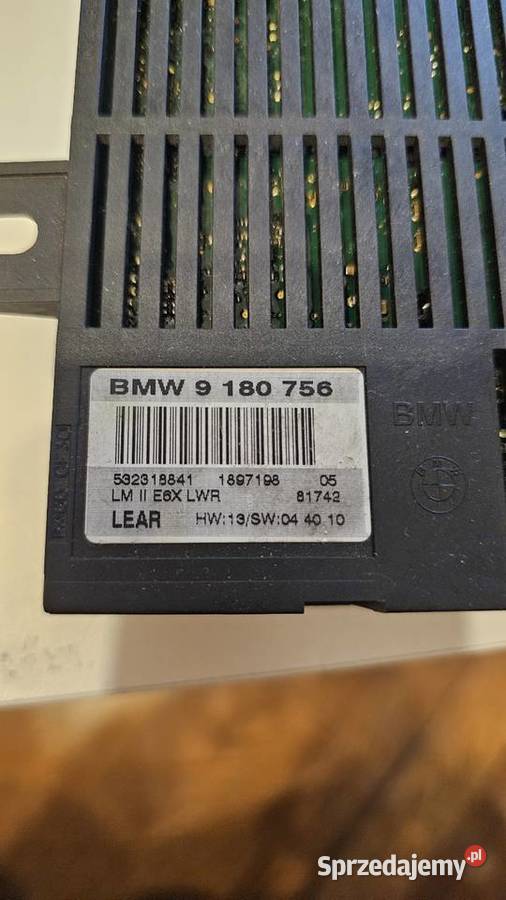 BMW 9 180 756
532318841 1897198 05
LM II E6X LWR 81742
LEAR HW:13/SW:04 40 10
BMW
Sprzedajemy.pl